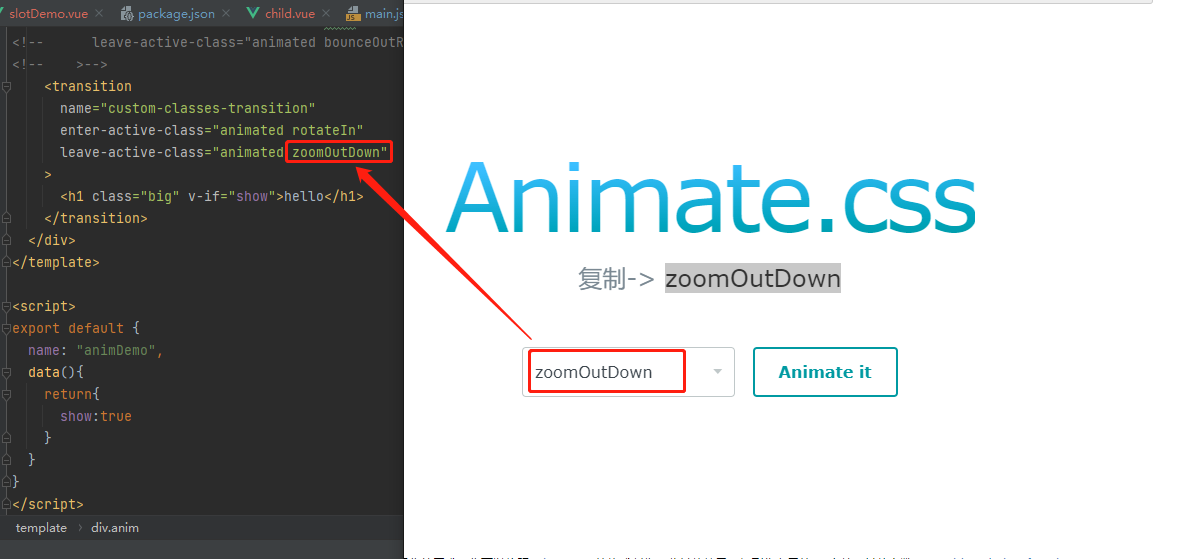 slotDemo.vue package.json child.vue main.js
<!-- leave-active-class="animated bounceOutR
<!-- >-->
<transition
name="custom-classes-transition"
enter-active-class="animated rotateIn"
leave-active-class="animated zoomOutDown"
>
<h1 class="big" v-if="show">hello</h1>
</transition>
</div>
</template>
<script>
export default {
name: "animDemo",
data(){
return{
show:true
}
}
}
</script>
template div.anim
Animate.css
复制-> zoomOutDown
zoomOutDown
Animate it